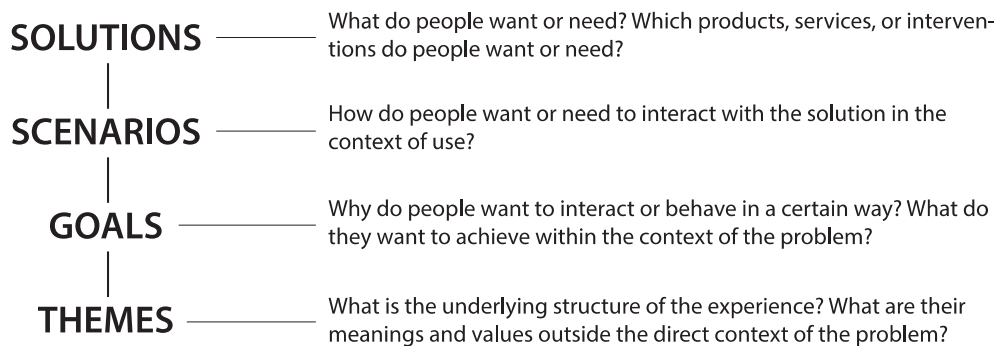 SOLUTIONS
What do people want or need? Which products, services, or interven-
tions do people want or need?
SCENARIOS
How do people want or need to interact with the solution in the
context of use?
GOALS
Why do people want to interact or behave in a certain way? What do
they want to achieve within the context of the problem?
THEMES
What is the underlying structure of the experience? What are their
meanings and values outside the direct context of the problem?